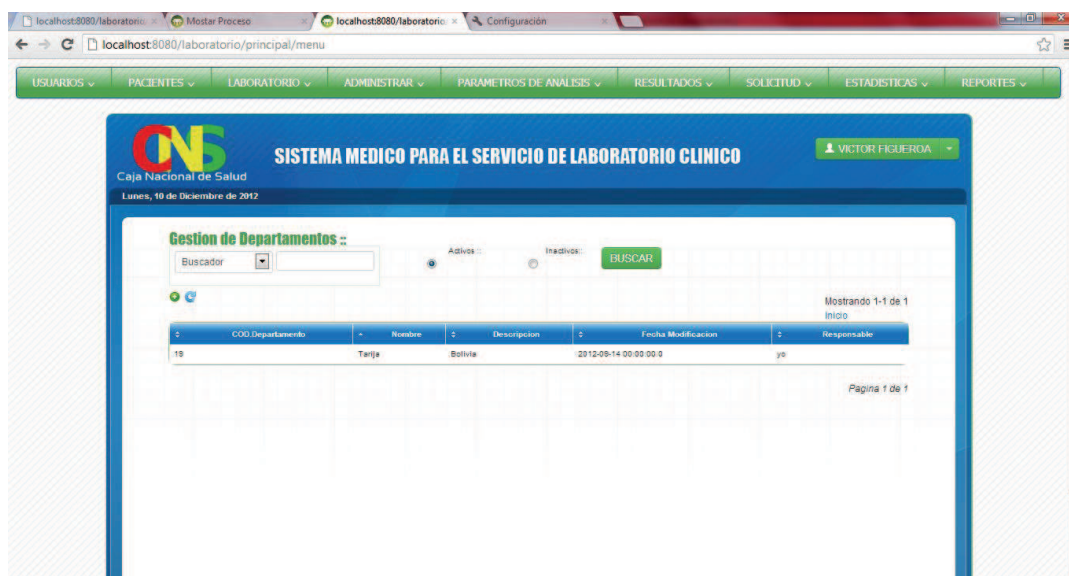 localhost:8080/laboratorio Mostar Proceso localhost:8080/laboratorio Configuración
localhost:8080/laboratorio/principal/menu
USUARIOS PACIENTES LABORATORIO ADMINISTRAR PARAMETROS DE ANALISIS RESULTADOS SOLICITUD ESTADISTICAS REPORTES
CNS
Caja Nacional de Salud
SISTEMA MEDICO PARA EL SERVICIO DE LABORATORIO CLINICO
VICTOR FIGUEROA
Lunes, 10 de Diciembre de 2012
Gestion de Departamentos ::
Buscador Activos :: Inactivos:: BUSCAR
Mostrando 1-1 de 1
Inicio
COD.Departamento Nombre Descripcion Fecha Modificacion Responsable
19 Tarija Bolivia 2012-09-14 00:00:00.0 yo
Pagina 1 de 1